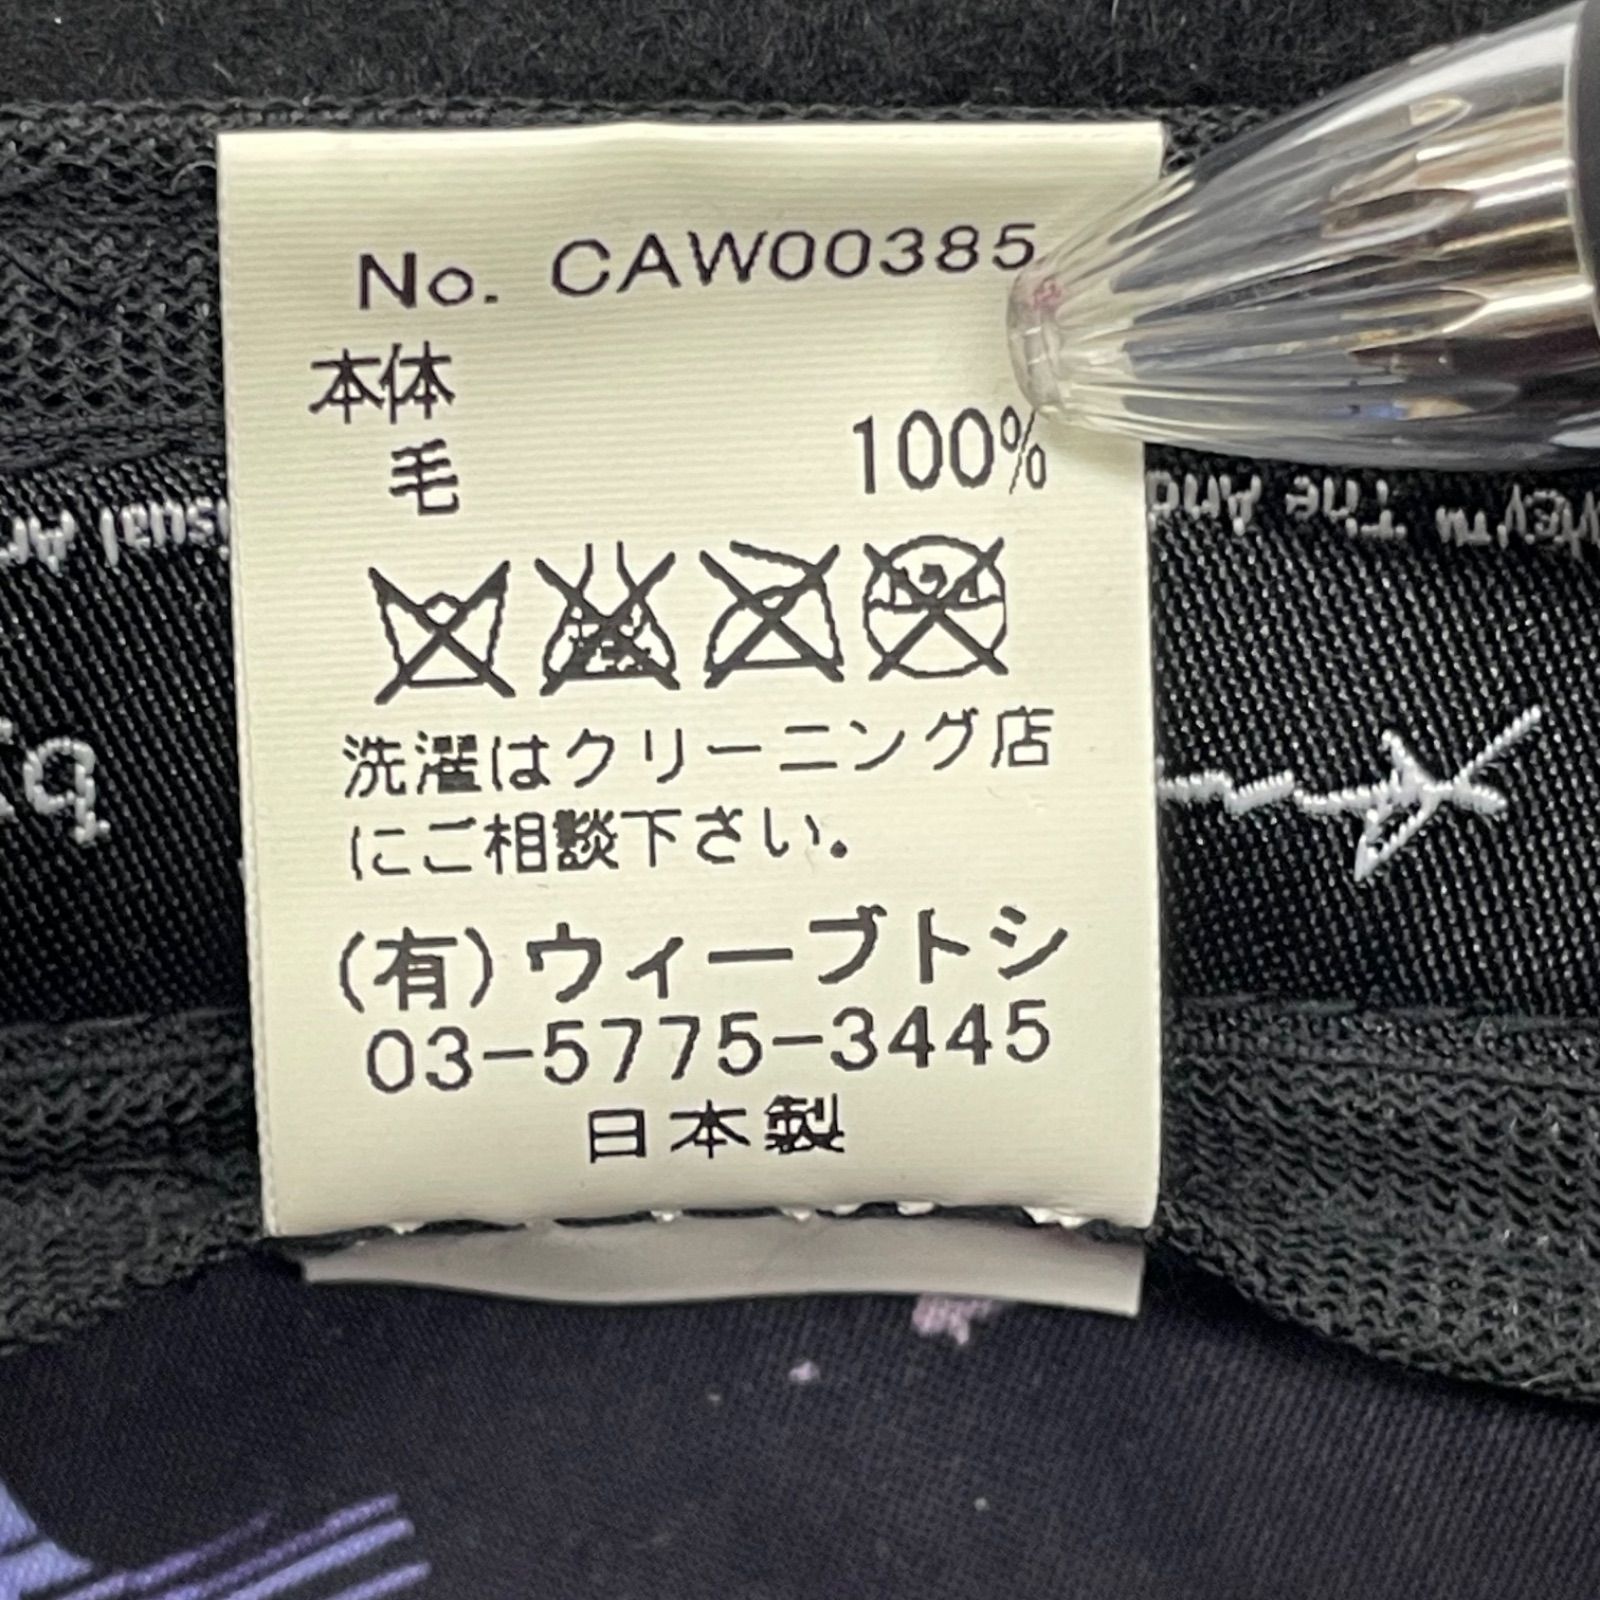 No. CAW00385
本体
毛 100%
洗濯はクリーニング店
にご相談下さい。
(有)ウィーブトシ
03-5775-3445
日本製